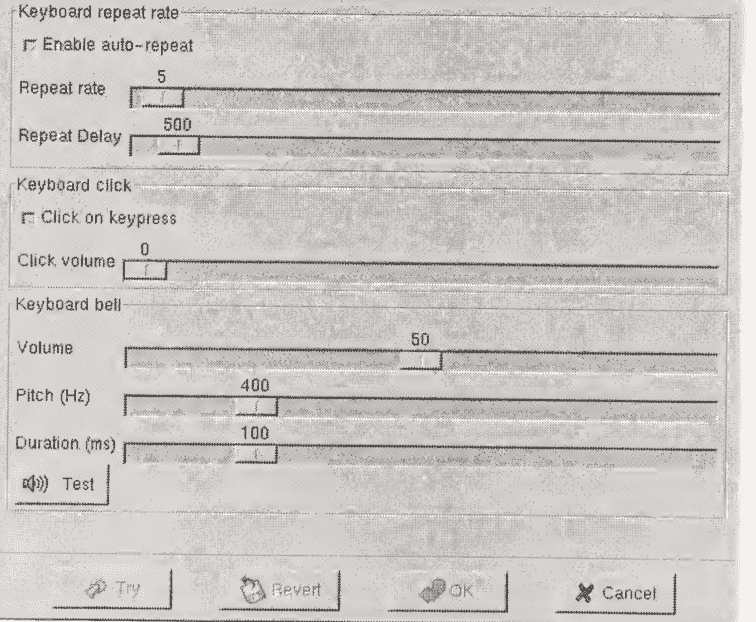 Keyboard repeat rate
Enable auto-repeat
5
Repeat rate
500
Repeat Delay
Keyboard click
Click on keypress
0
Click volume
Keyboard bell
50
Volume
400
Pitch (Hz)
100
Duration (ms)
Test
Try Revert OK Cancel